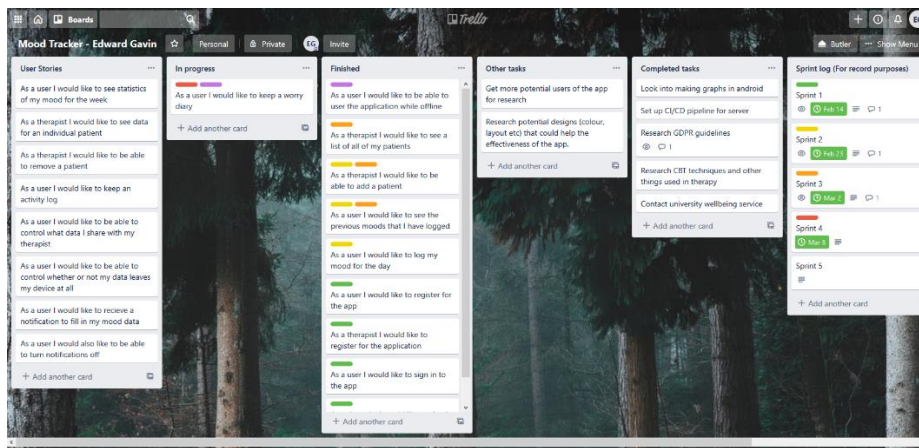 Boards
Trello
EG
Mood Tracker - Edward Gavin
Personal
Private
EG
Invite
Butler
Show Menu
User Stories
As a user I would like to see statistics
of my mood for the week
As a therapist I would like to see data
for an individual patient
As a therapist I would like to be able
to remove a patient
As a user I would like to keep an
activity log
As a user I would like to be able to
control what data I share with my
therapist
As a user I would like to be able to
control whether or not my data leaves
my device at all
As a user I would like to recieve a
notification to fill in my mood data
As a user I would also like to be able
to turn notifications off
+ Add another card
In progress
As a user I would like to keep a worry
diary
+ Add another card
Finished
As a user I would like to be able to
user the application while offline
As a therapist I would like to see a
list of all of my patients
As a therapist I would like to be
able to add a patient
As a user I would like to see the
previous moods that I have logged
As a user I would like to log my
mood for the day
As a user I would like to register for
the app
As a therapist I would like to
register for the application
As a user I would like to sign in to
the app
+ Add another card
Other tasks
Get more potential users of the app
for research
Research potential designs (colour,
layout etc) that could help the
effectiveness of the app.
+ Add another card
Completed tasks
Look into making graphs in android
Set up CI/CD pipeline for server
Research GDPR guidelines
1
Research CBT techniques and other
things used in therapy
Contact university wellbeing service
+ Add another card
Sprint log (For record purposes)
Sprint 1
Feb 14
1
Sprint 2
Feb 23
1
Sprint 3
Mar 2
1
Sprint 4
Mar 8
Sprint 5
+ Add another card